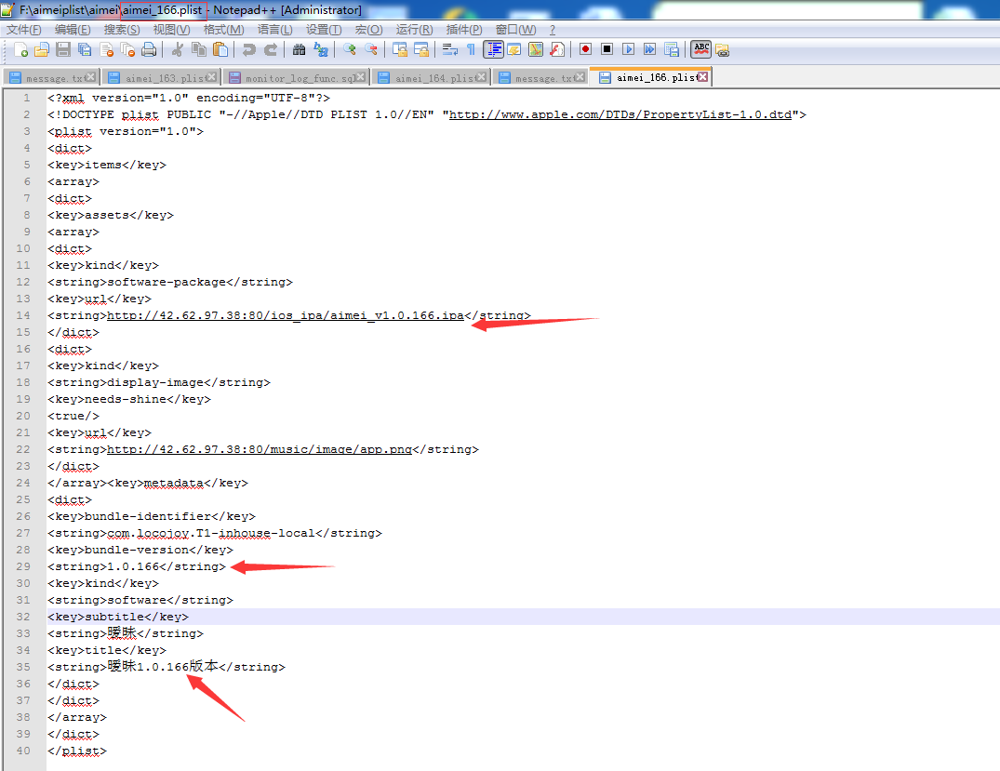 F:\aimeiplist\aimei\aimei_166.plist - Notepad++ [Administrator]
文件(F) 编辑(E) 搜索(S) 视图(V) 格式(M) 语言(L) 设置(T) 宏(O) 运行(R) 插件(P) 窗口(W) ?
ABC
message.tx aimei_163.plist monitor_log_func.sql aimei_164.plist message.tx aimei_166.plist
1 <?xml version="1.0" encoding="UTF-8"?>
2 <!DOCTYPE plist PUBLIC "-//Apple//DTD PLIST 1.0//EN" "http://www.apple.com/DTDs/PropertyList-1.0.dtd">
3 <plist version="1.0">
4 <dict>
5 <key>items</key>
6 <array>
7 <dict>
8 <key>assets</key>
9 <array>
10 <dict>
11 <key>kind</key>
12 <string>software-package</string>
13 <key>url</key>
14 <string>http://42.62.97.38:80/ios_ipa/aimei_v1.0.166.ipa</string>
15 </dict>
16 <dict>
17 <key>kind</key>
18 <string>display-image</string>
19 <key>needs-shine</key>
20 <true/>
21 <key>url</key>
22 <string>http://42.62.97.38:80/music/image/app.png</string>
23 </dict>
24 </array><key>metadata</key>
25 <dict>
26 <key>bundle-identifier</key>
27 <string>com.locojoy.T1-inhouse-local</string>
28 <key>bundle-version</key>
29 <string>1.0.166</string>
30 <key>kind</key>
31 <string>software</string>
32 <key>subtitle</key>
33 <string>暧昧</string>
34 <key>title</key>
35 <string>暧昧1.0.166版本</string>
36 </dict>
37 </dict>
38 </array>
39 </dict>
40 </plist>